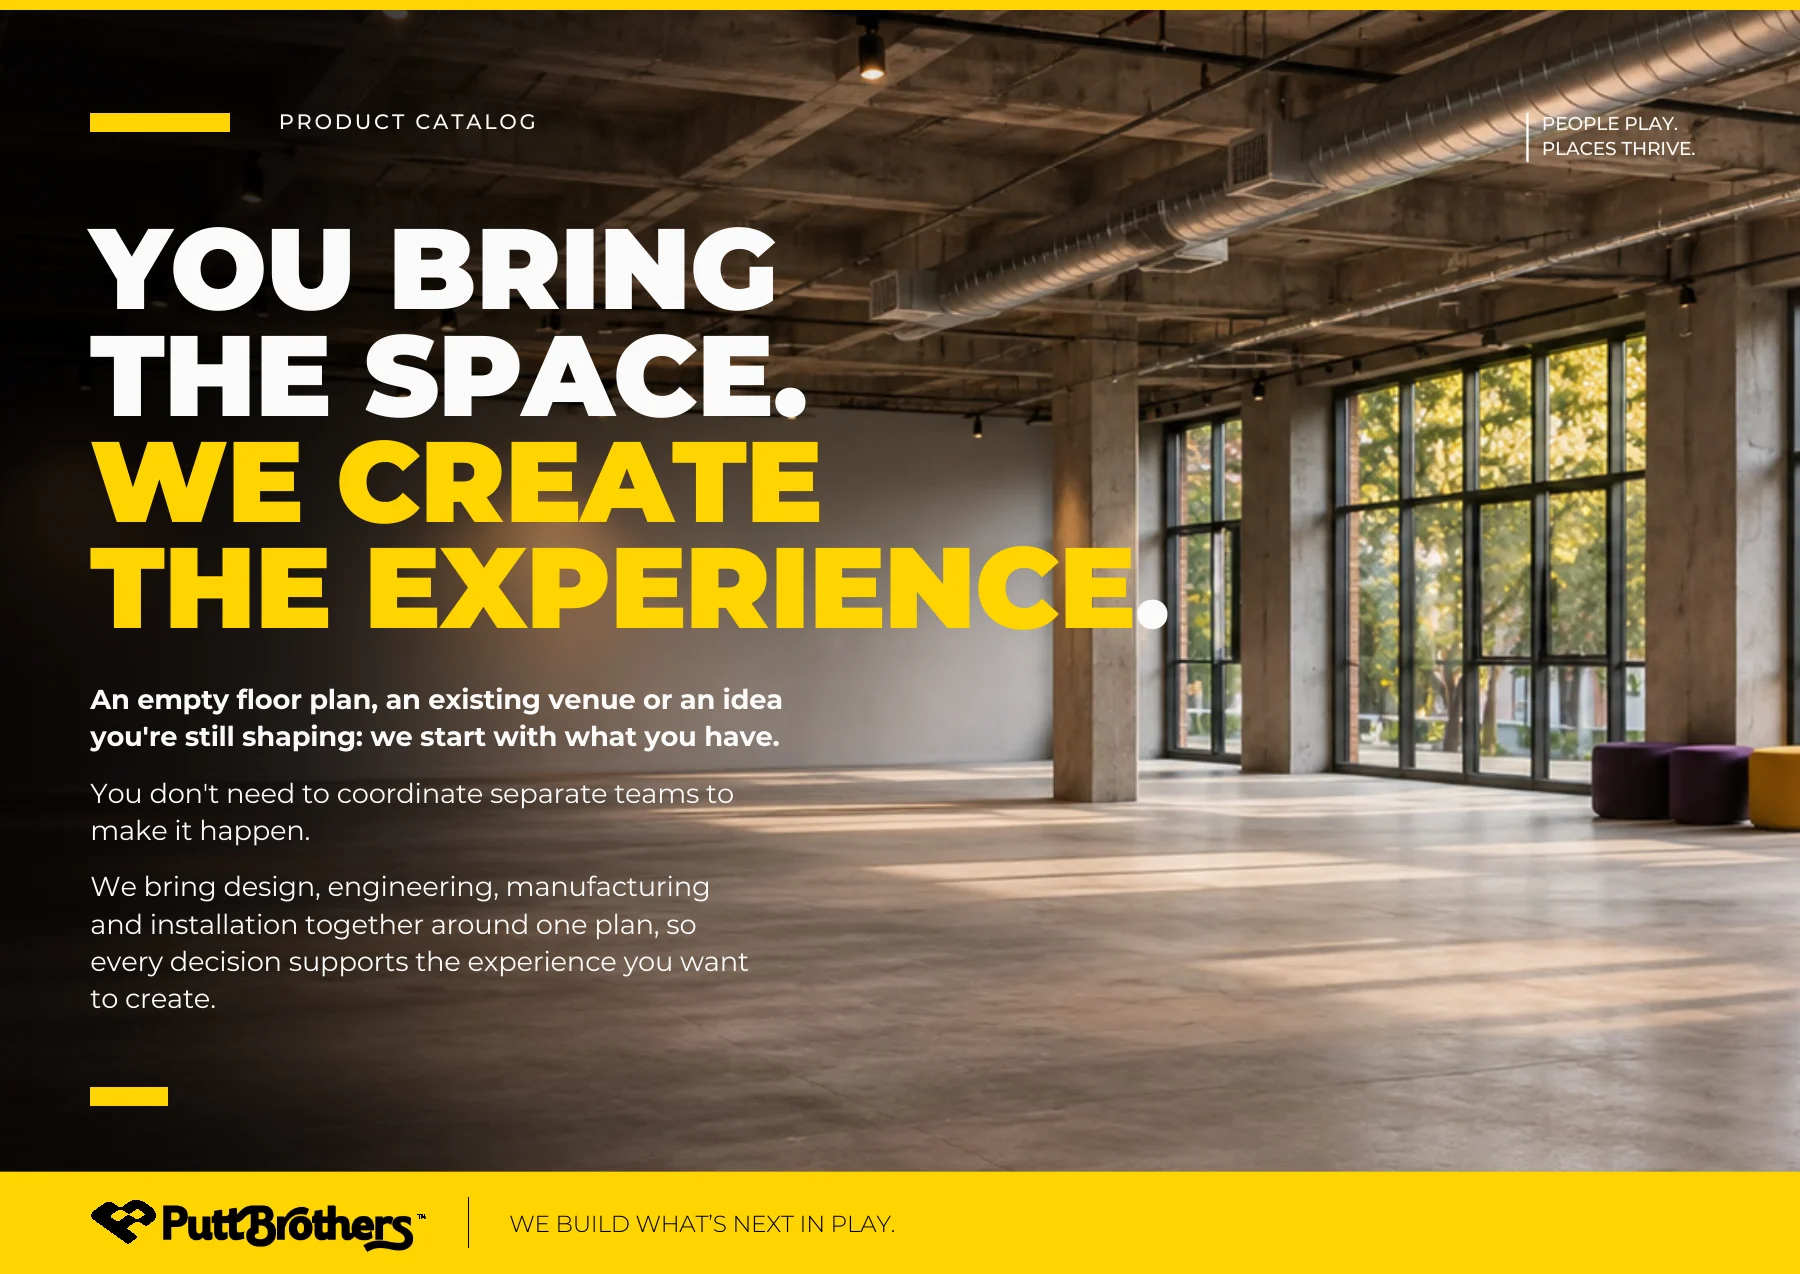 PRODUCT CATALOG
PEOPLE PLAY.
PLACES THRIVE.
YOU BRING
THE SPACE.
WE CREATE
THE EXPERIENCE.
An empty floor plan, an existing venue or an idea
you're still shaping: we start with what you have.
You don't need to coordinate separate teams to
make it happen.
We bring design, engineering, manufacturing
and installation together around one plan, so
every decision supports the experience you want
to create.
PuttBrothers™
WE BUILD WHAT’S NEXT IN PLAY.